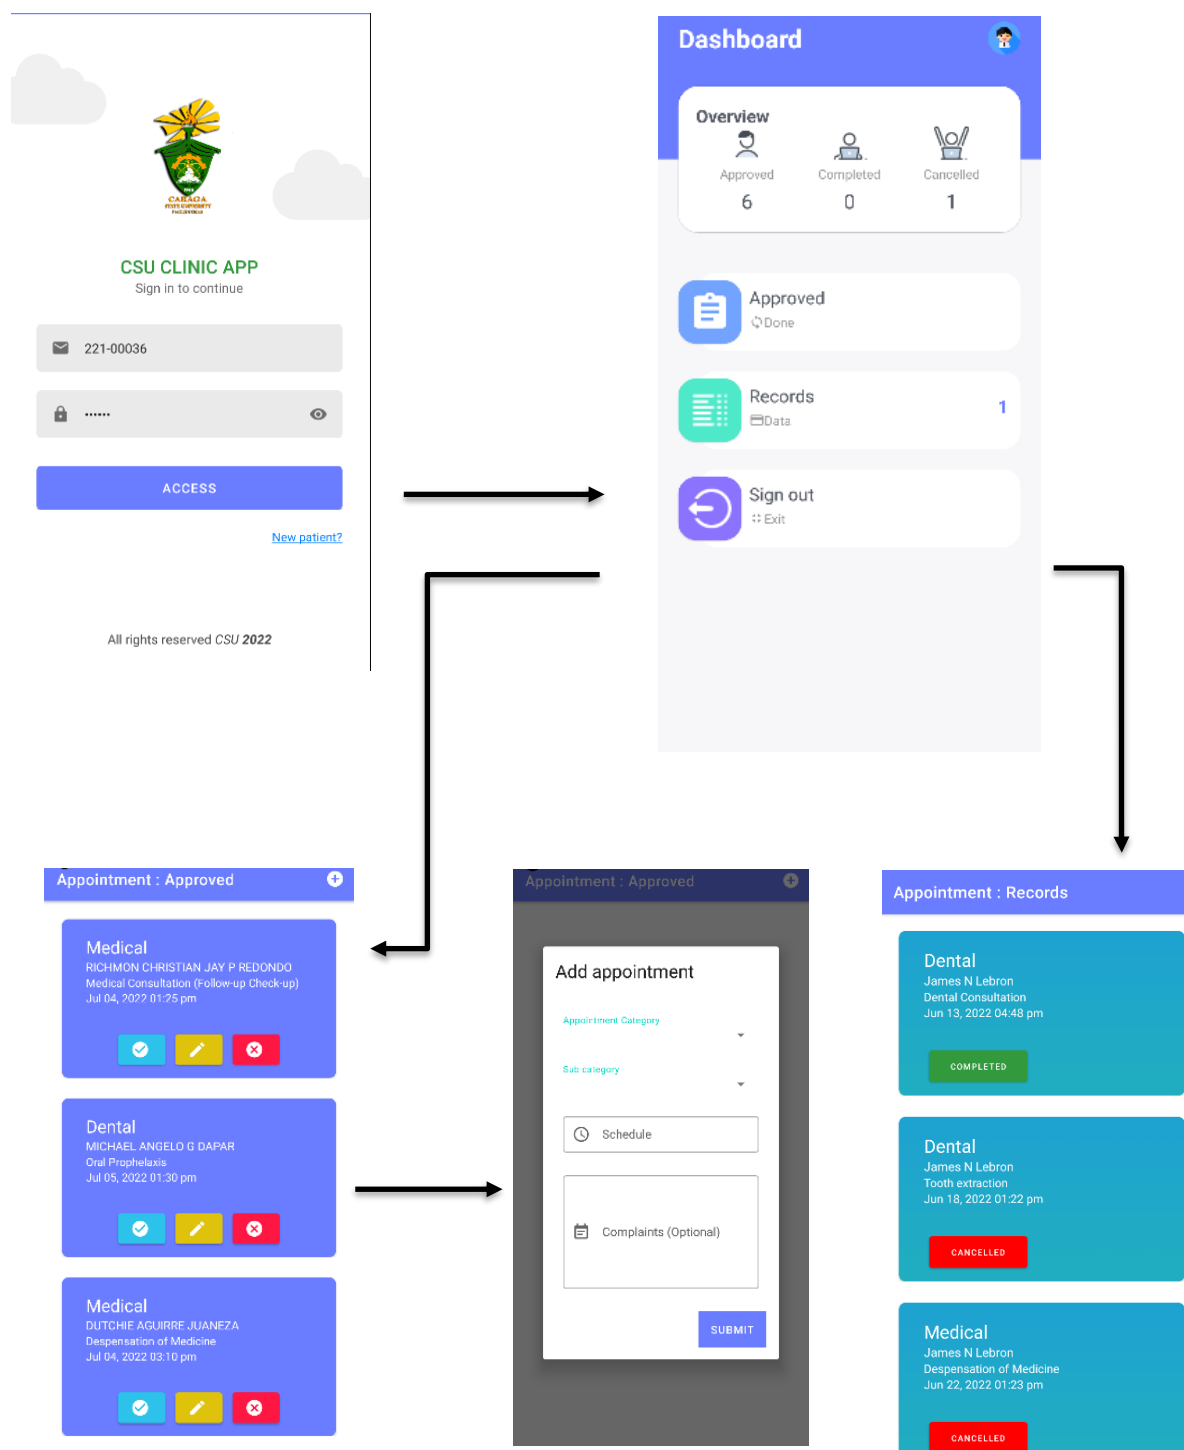 CARAGA
STATE UNIVERSITY
CSU CLINIC APP
Sign in to continue
221-00036
••••••
ACCESS
New patient?
All rights reserved CSU 2022
Dashboard
Overview
Approved
Completed
Cancelled
6
0
1
Approved
Done
Records
Data
1
Sign out
Exit
Appointment : Approved
Medical
RICHMON CHRISTIAN JAY P REDONDO
Medical Consultation (Follow-up Check-up)
Jul 04, 2022 01:25 pm
Dental
MICHAEL ANGELO G DAPAR
Oral Prophelaxis
Jul 05, 2022 01:30 pm
Medical
DUTCHIE AGUIRRE JUANEZA
Despensation of Medicine
Jul 04, 2022 03:10 pm
Appointment : Approved
Add appointment
Appointment Category
Sub category
Schedule
Complaints (Optional)
SUBMIT
Appointment : Records
Dental
James N Lebron
Dental Consultation
Jun 13, 2022 04:48 pm
COMPLETED
Dental
James N Lebron
Tooth extraction
Jun 18, 2022 01:22 pm
CANCELLED
Medical
James N Lebron
Despensation of Medicine
Jun 22, 2022 01:23 pm
CANCELLED